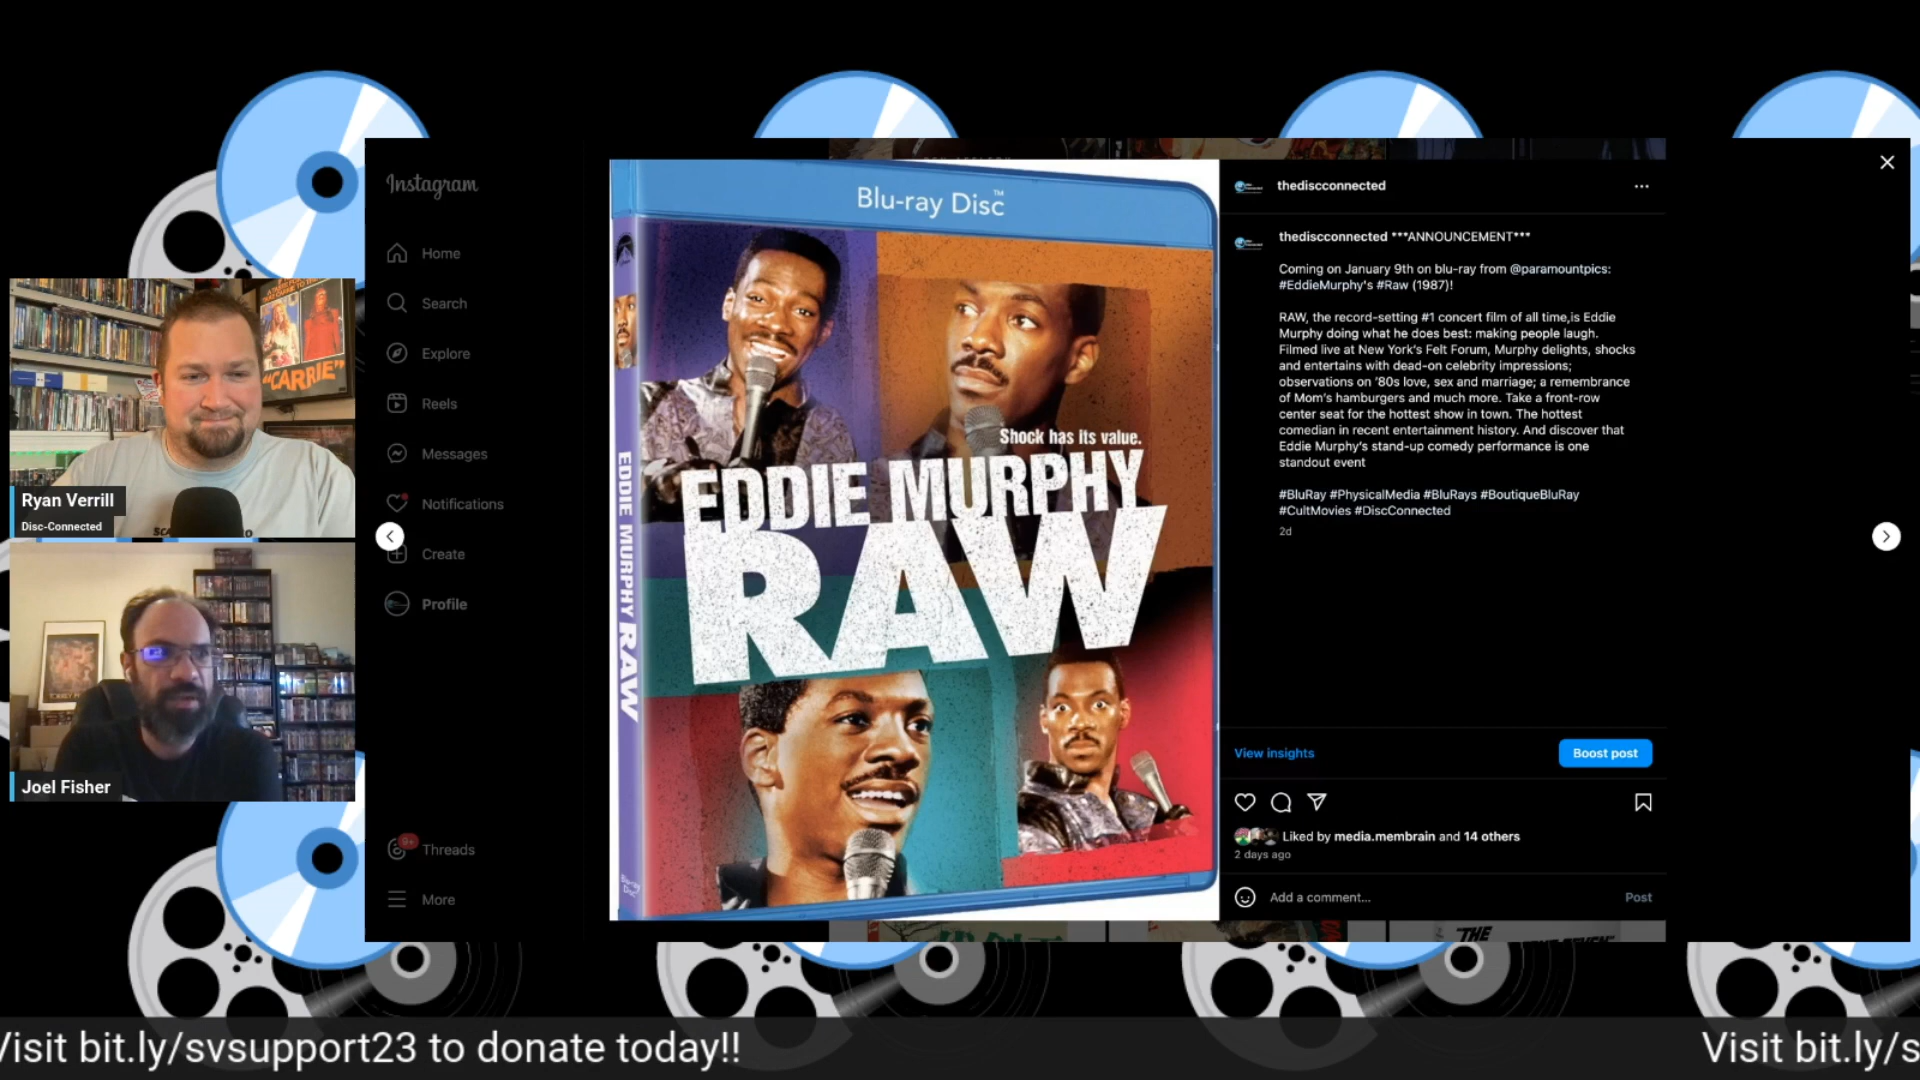 A TASTE
"CARRIE"
Ryan Verrill
Disc-Connected
Joel Fisher
Instagram
Home
Search
Explore
Reels
Messages
Notifications
Create
Profile
9+
Threads
More
Blu-ray Disc™
Shock has its value.
EDDIE MURPHY
RAW
EDDIE MURPHY RAW
Blu-ray
Disc
thediscconnected
thediscconnected ***ANNOUNCEMENT***
Coming on January 9th on blu-ray from @paramountpics:
#EddieMurphy's #Raw (1987)!
RAW, the record-setting #1 concert film of all time,is Eddie
Murphy doing what he does best: making people laugh.
Filmed live at New York's Felt Forum, Murphy delights, shocks
and entertains with dead-on celebrity impressions;
observations on '80s love, sex and marriage; a remembrance
of Mom's hamburgers and much more. Take a front-row
center seat for the hottest show in town. The hottest
comedian in recent entertainment history. And discover that
Eddie Murphy's stand-up comedy performance is one
standout event
#BluRay #PhysicalMedia #BluRays #BoutiqueBluRay
#CultMovies #DiscConnected
2d
View insights
Boost post
Liked by media.membrain and 14 others
2 days ago
Add a comment...
Post
THE
Visit bit.ly/svsupport23 to donate today!!
Visit bit.ly/s